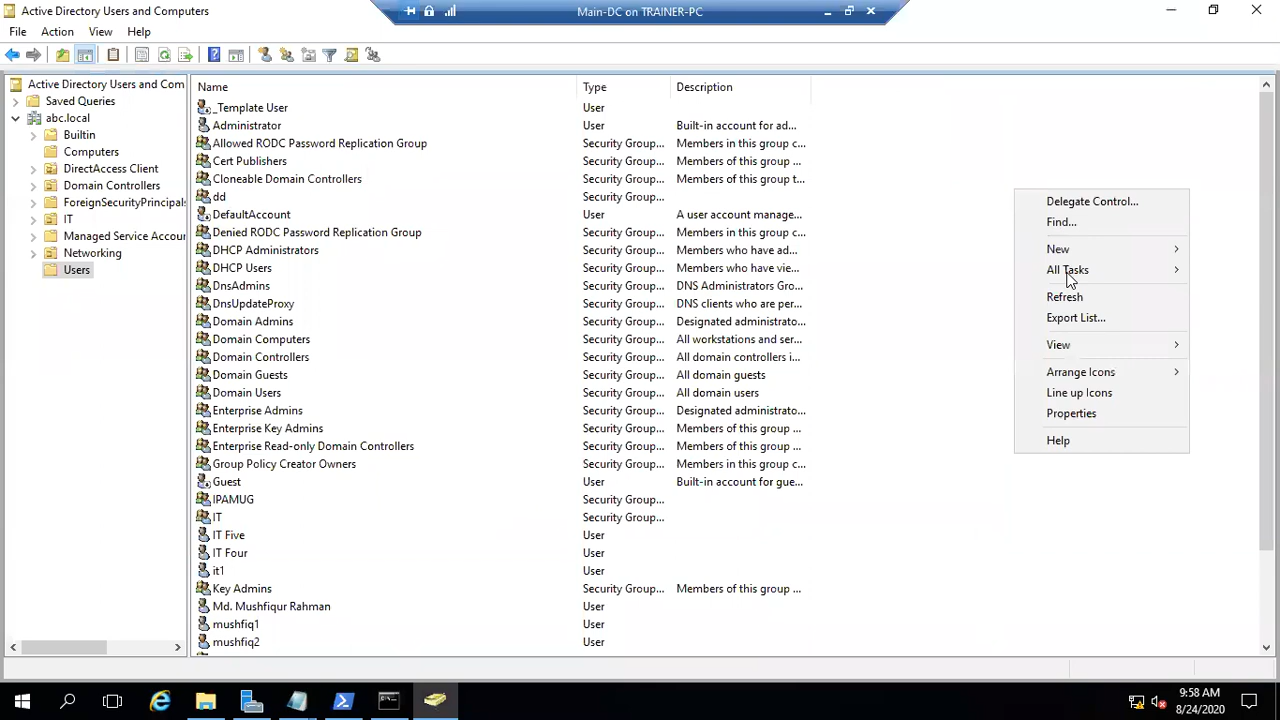 Active Directory Users and Computers
Main-DC on TRAINER-PC
File Action View Help
Active Directory Users and Com
Saved Queries
abc.local
Builtin
Computers
DirectAccess Client
Domain Controllers
ForeignSecurityPrincipals
IT
Managed Service Accour
Networking
Users
Name Type Description
_Template User User
Administrator User Built-in account for ad...
Allowed RODC Password Replication Group Security Group... Members in this group c...
Cert Publishers Security Group... Members of this group ...
Cloneable Domain Controllers Security Group... Members of this group t...
dd Security Group...
DefaultAccount User A user account manage...
Denied RODC Password Replication Group Security Group... Members in this group c...
DHCP Administrators Security Group... Members who have ad...
DHCP Users Security Group... Members who have vie...
DnsAdmins Security Group... DNS Administrators Gro...
DnsUpdateProxy Security Group... DNS clients who are per...
Domain Admins Security Group... Designated administrato...
Domain Computers Security Group... All workstations and ser...
Domain Controllers Security Group... All domain controllers i...
Domain Guests Security Group... All domain guests
Domain Users Security Group... All domain users
Enterprise Admins Security Group... Designated administrato...
Enterprise Key Admins Security Group... Members of this group ...
Enterprise Read-only Domain Controllers Security Group... Members of this group ...
Group Policy Creator Owners Security Group... Members in this group c...
Guest User Built-in account for gue...
IPAMUG Security Group...
IT Security Group...
IT Five User
IT Four User
it1 User
Key Admins Security Group... Members of this group ...
Md. Mushfiqur Rahman User
mushfiq1 User
mushfiq2 User
Delegate Control...
Find...
New
All Tasks
Refresh
Export List...
View
Arrange Icons
Line up Icons
Properties
Help
9:58 AM
8/24/2020